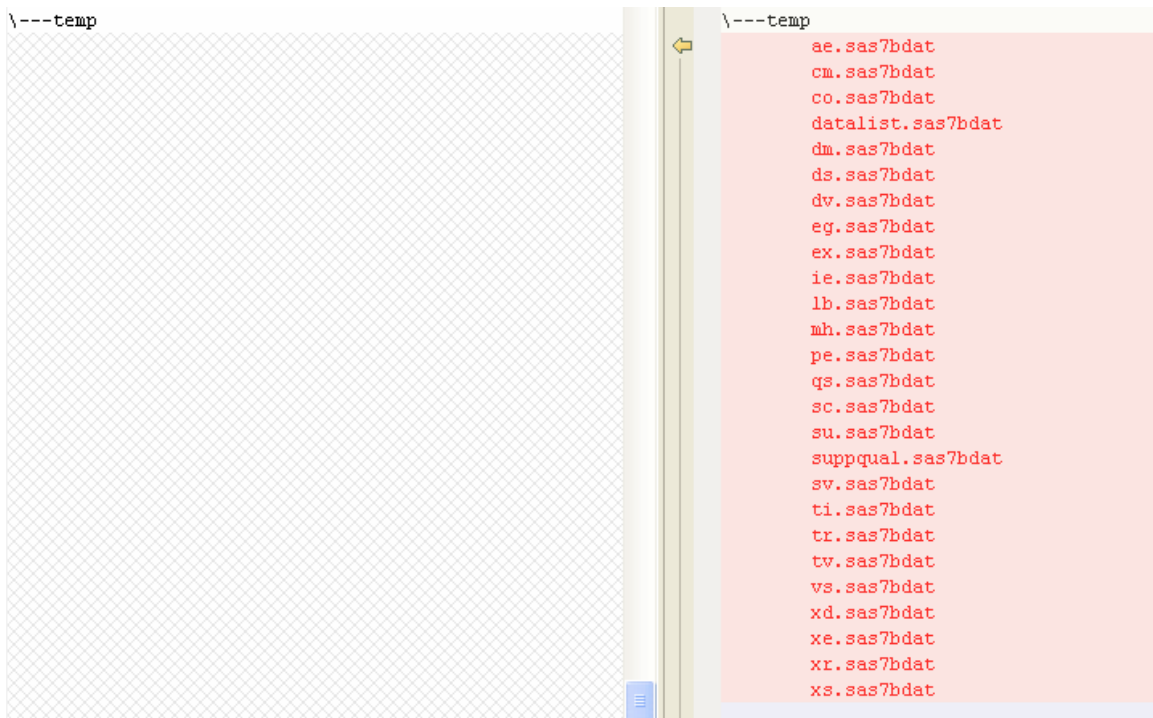 \---temp
\---temp
ae.sas7bdat
cm.sas7bdat
co.sas7bdat
datalist.sas7bdat
dm.sas7bdat
ds.sas7bdat
dv.sas7bdat
eg.sas7bdat
ex.sas7bdat
ie.sas7bdat
lb.sas7bdat
mh.sas7bdat
pe.sas7bdat
qs.sas7bdat
sc.sas7bdat
su.sas7bdat
suppqual.sas7bdat
sv.sas7bdat
ti.sas7bdat
tr.sas7bdat
tv.sas7bdat
vs.sas7bdat
xd.sas7bdat
xe.sas7bdat
xr.sas7bdat
xs.sas7bdat